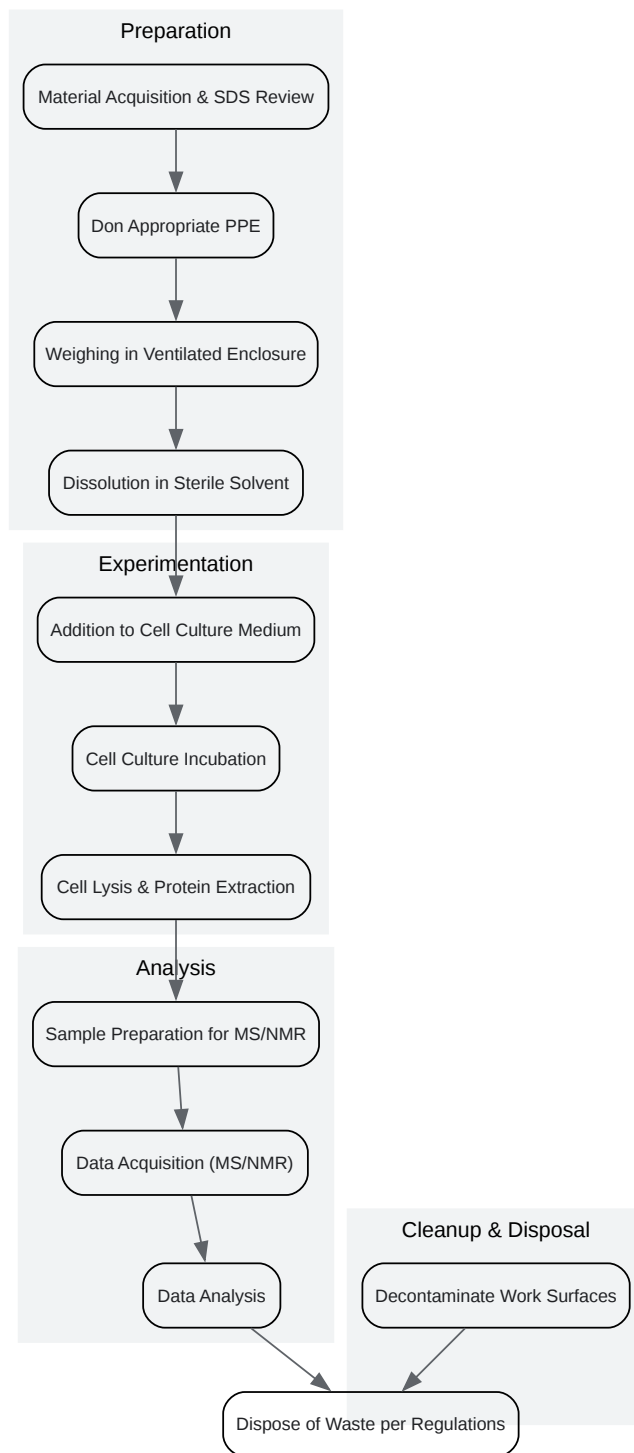 Preparation
Material Acquisition & SDS Review
Don Appropriate PPE
Weighing in Ventilated Enclosure
Dissolution in Sterile Solvent
Experimentation
Addition to Cell Culture Medium
Cell Culture Incubation
Cell Lysis & Protein Extraction
Analysis
Sample Preparation for MS/NMR
Data Acquisition (MS/NMR)
Data Analysis
Cleanup & Disposal
Decontaminate Work Surfaces
Dispose of Waste per Regulations